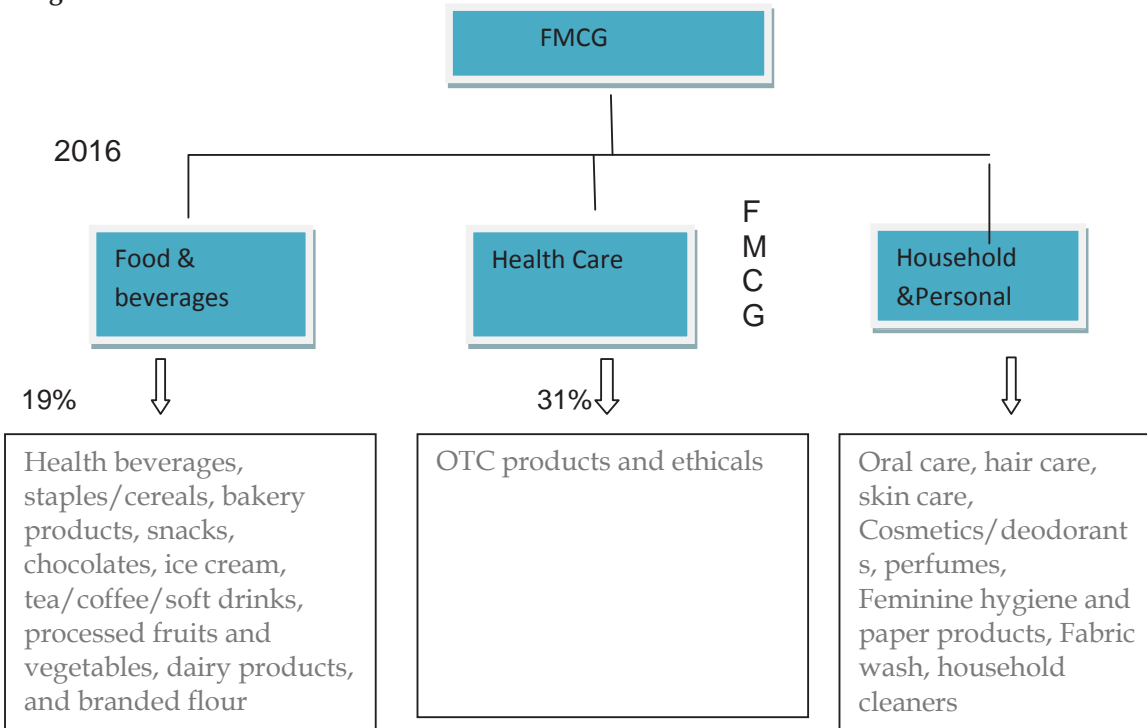 FMCG
2016
F
M
C
G
Food &
beverages
Health Care
Household
&Personal
19%
31%
Health beverages,
staples/cereals, bakery
products, snacks,
chocolates, ice cream,
tea/coffee/soft drinks,
processed fruits and
vegetables, dairy products,
and branded flour
OTC products and ethicals
Oral care, hair care,
skin care,
Cosmetics/deodorant
s, perfumes,
Feminine hygiene and
paper products, Fabric
wash, household
cleaners